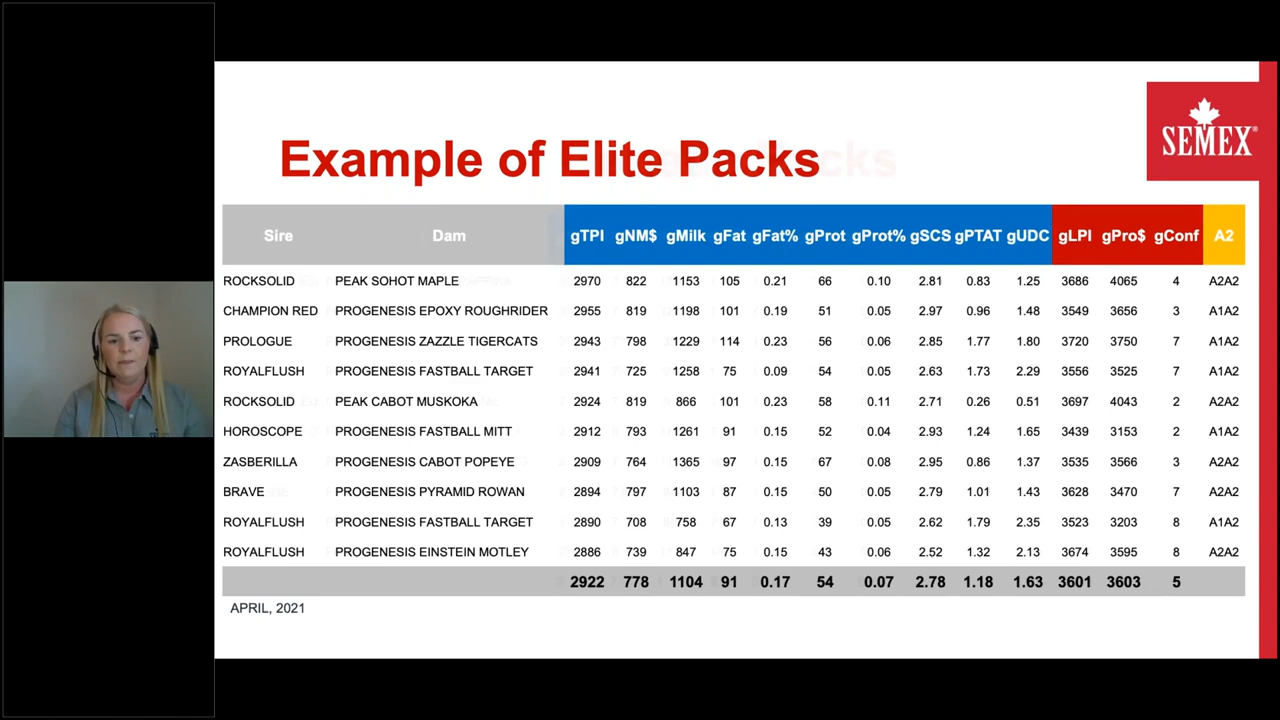 SEMEX®
Example of Elite Packs
Sire Dam gTPI gNM$ gMilk gFat gFat% gProt gProt% gSCS gPTAT gUDC gLPI gPro$ gConf A2
ROCKSOLID PEAK SOHOT MAPLE 2970 822 1153 105 0.21 66 0.10 2.81 0.83 1.25 3686 4065 4 A2A2
CHAMPION RED PROGENESIS EPOXY ROUGHRIDER 2955 819 1198 101 0.19 51 0.05 2.97 0.96 1.48 3549 3656 3 A1A2
PROLOGUE PROGENESIS ZAZZLE TIGERCATS 2943 798 1229 114 0.23 56 0.06 2.85 1.77 1.80 3720 3750 7 A1A2
ROYALFLUSH PROGENESIS FASTBALL TARGET 2941 725 1258 75 0.09 54 0.05 2.63 1.73 2.29 3556 3525 7 A1A2
ROCKSOLID PEAK CABOT MUSKOKA 2924 819 866 101 0.23 58 0.11 2.71 0.26 0.51 3697 4043 2 A2A2
HOROSCOPE PROGENESIS FASTBALL MITT 2912 793 1261 91 0.15 52 0.04 2.93 1.24 1.65 3439 3153 2 A1A2
ZASBERILLA PROGENESIS CABOT POPEYE 2909 764 1365 97 0.15 67 0.08 2.95 0.86 1.37 3535 3566 3 A2A2
BRAVE PROGENESIS PYRAMID ROWAN 2894 797 1103 87 0.15 50 0.05 2.79 1.01 1.43 3628 3470 7 A2A2
ROYALFLUSH PROGENESIS FASTBALL TARGET 2890 708 758 67 0.13 39 0.05 2.62 1.79 2.35 3523 3203 8 A1A2
ROYALFLUSH PROGENESIS EINSTEIN MOTLEY 2886 739 847 75 0.15 43 0.06 2.52 1.32 2.13 3674 3595 8 A2A2
2922 778 1104 91 0.17 54 0.07 2.78 1.18 1.63 3601 3603 5
APRIL, 2021